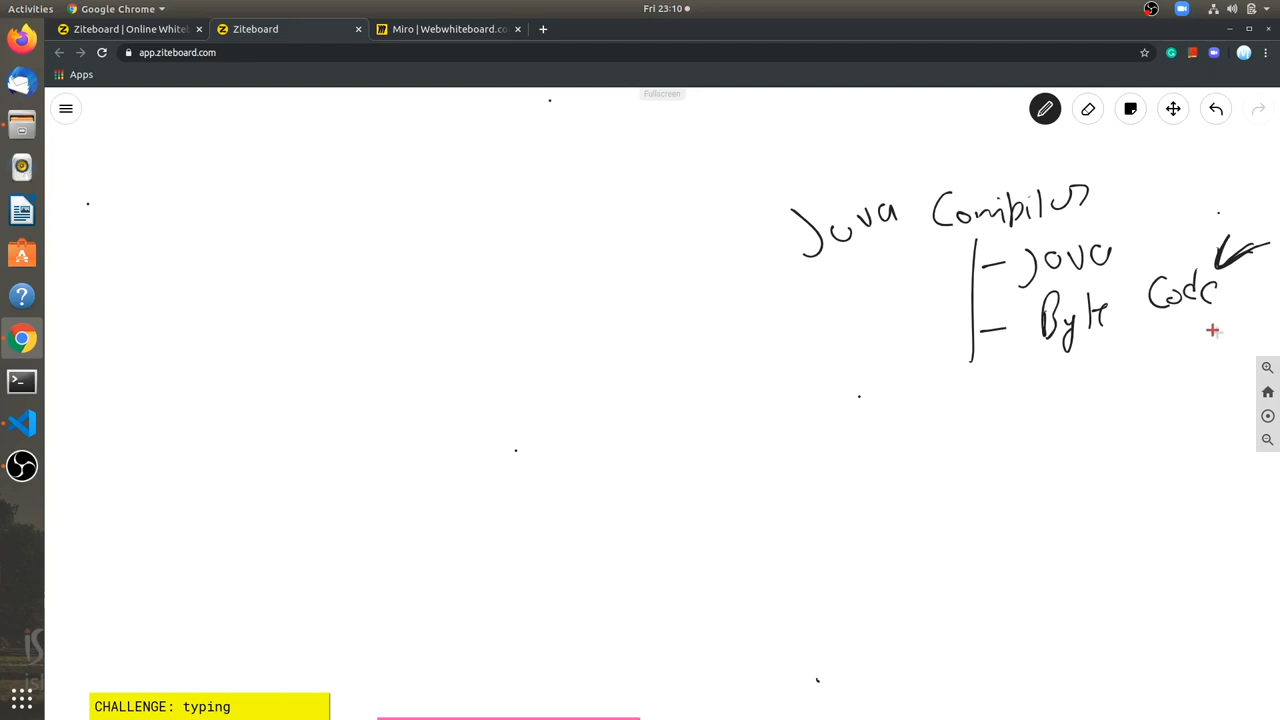 Activities Google Chrome Fri 23:10
Ziteboard | Online Whiteb Ziteboard Miro | Webwhiteboard.co
app.ziteboard.com
Apps
Fullscreen
Java Compiler
- Java
- Byte Code
CHALLENGE: typing